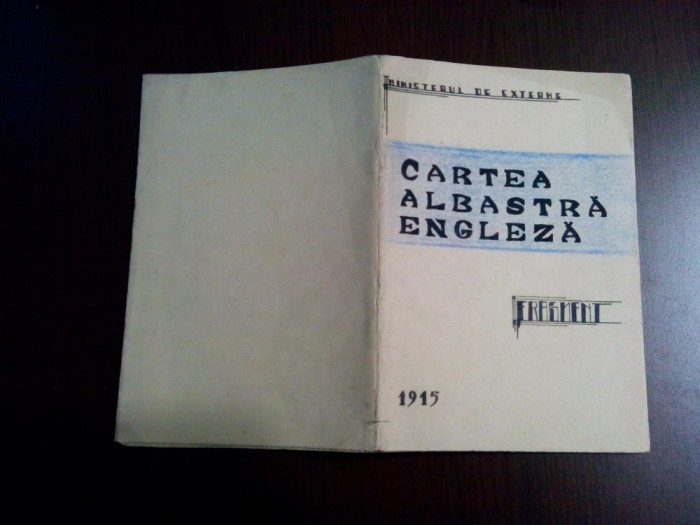 MINISTERUL DE EXTERNE
CARTEA
ALBASTRĂ
ENGLEZĂ
FRAGMENT
1915